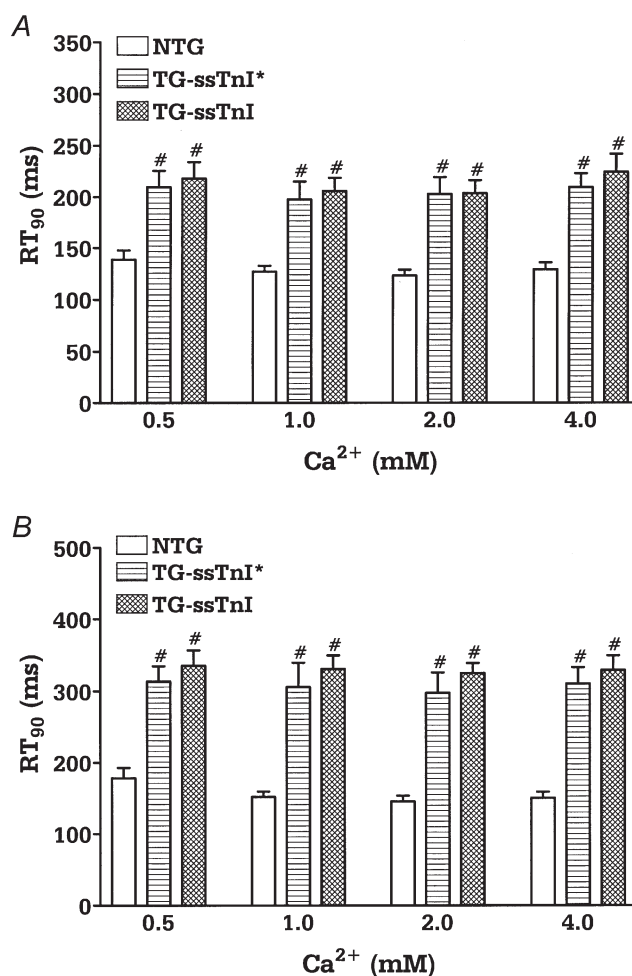 A
350
300
250
200
150
100
50
0
RT90 (ms)
NTG
TG-ssTnI*
TG-ssTnI
# # # # # # # #
0.5 1.0 2.0 4.0
Ca2+ (mM)
B
500
400
300
200
100
0
RT90 (ms)
NTG
TG-ssTnI*
TG-ssTnI
# # # # # # # #
0.5 1.0 2.0 4.0
Ca2+ (mM)